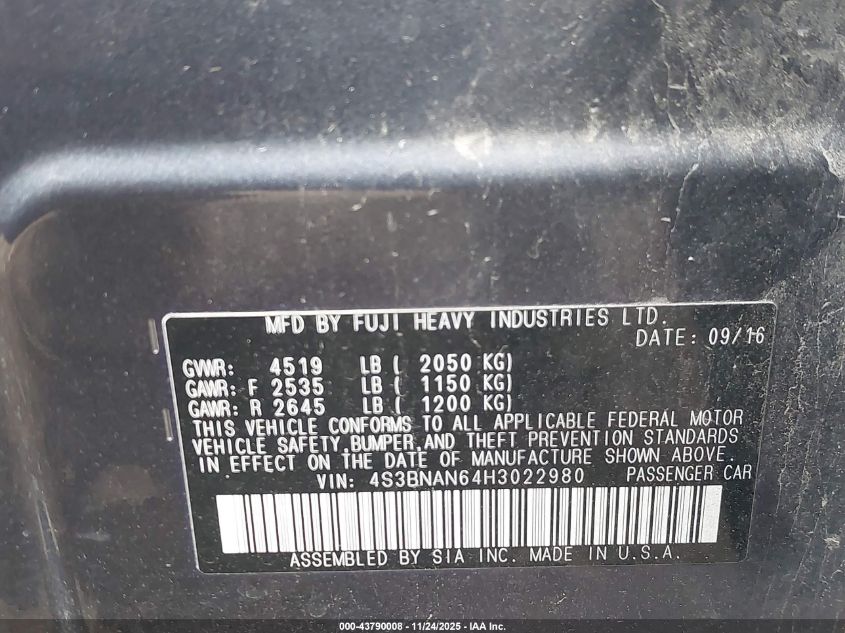 MFD BY FUJI HEAVY INDUSTRIES LTD.
DATE: 09/16
GVWR: 4519 LB ( 2050 KG)
GAWR: F 2535 LB ( 1150 KG)
GAWR: R 2645 LB ( 1200 KG)
THIS VEHICLE CONFORMS TO ALL APPLICABLE FEDERAL MOTOR
VEHICLE SAFETY, BUMPER, AND THEFT PREVENTION STANDARDS
IN EFFECT ON THE DATE OF MANUFACTURE SHOWN ABOVE.
VIN: 4S3BNAN64H3022980 PASSENGER CAR
ASSEMBLED BY SIA INC. MADE IN U.S.A.
000-43790008 - 11/24/2025 - IAA Inc.